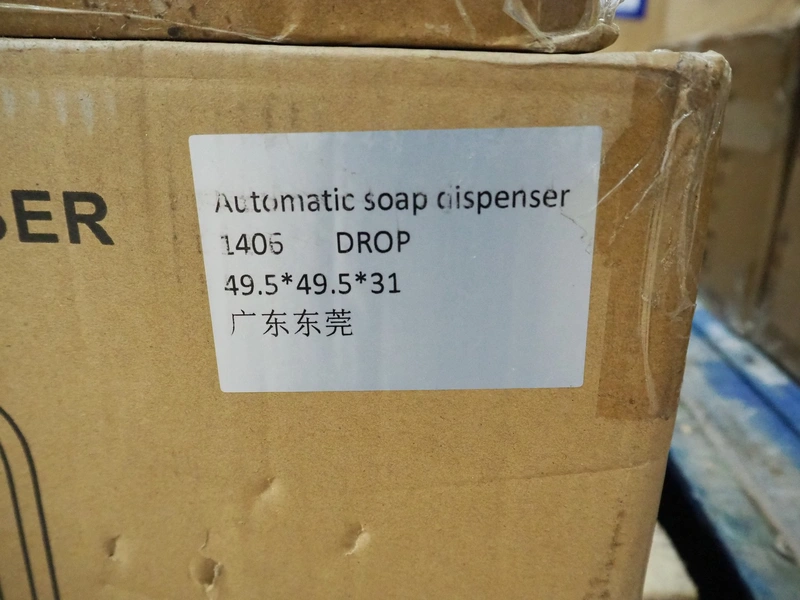 SER
Automatic soap dispenser
1406 DROP
49.5*49.5*31
广东东莞